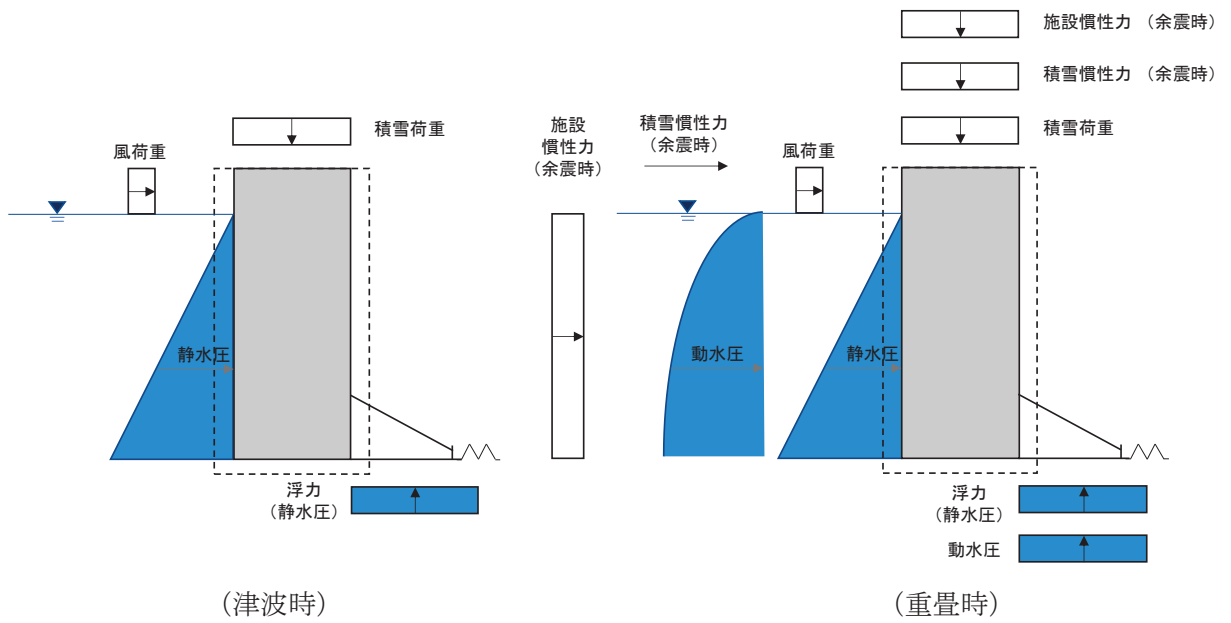 積雪荷重
風荷重
静水圧
浮力
（静水圧）
（津波時）
施設
慣性力
（余震時）
積雪慣性力
（余震時）
施設慣性力 （余震時）
積雪慣性力 （余震時）
積雪荷重
風荷重
動水圧
静水圧
浮力
（静水圧）
動水圧
（重畳時）